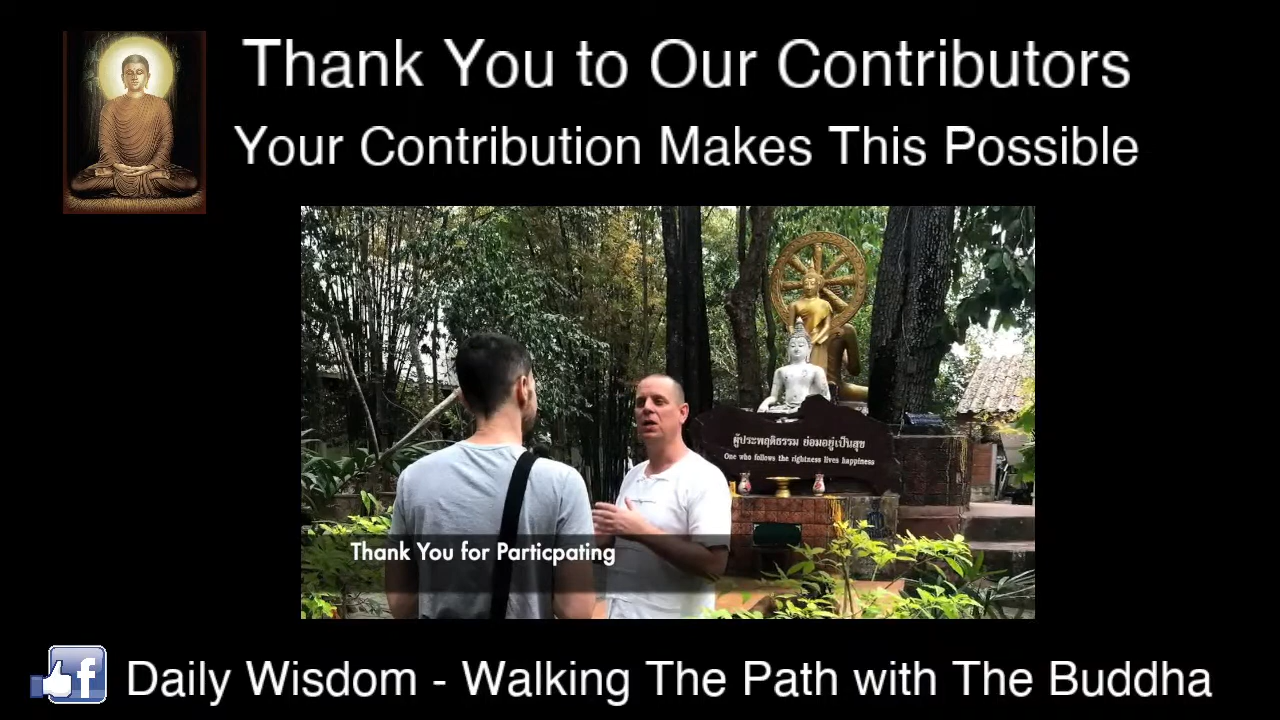 Thank You to Our Contributors
Your Contribution Makes This Possible
ผู้ประพฤติธรรม ย่อมอยู่เป็นสุข
One who follows the rightness lives happiness
Thank You for Particpating
f Daily Wisdom - Walking The Path with The Buddha